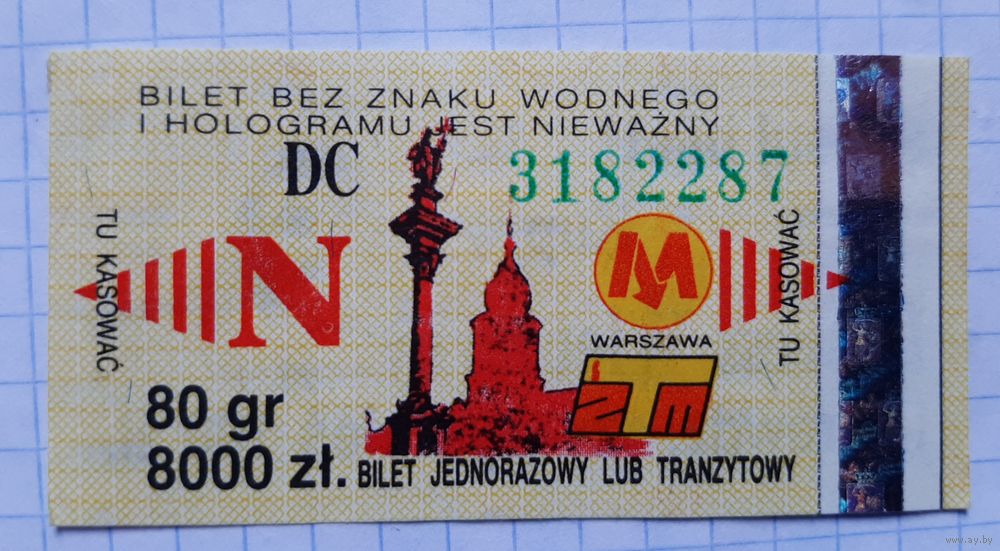 BILET BEZ ZNAKU WODNEGO
I HOLOGRAMU JEST NIEWAŻNY
DC 3182287
TU KASOWAĆ
N
M
TU KASOWAĆ
WARSZAWA
ZTM
80 gr
8000 zł. BILET JEDNORAZOWY LUB TRANZYTOWY
www.ay.by